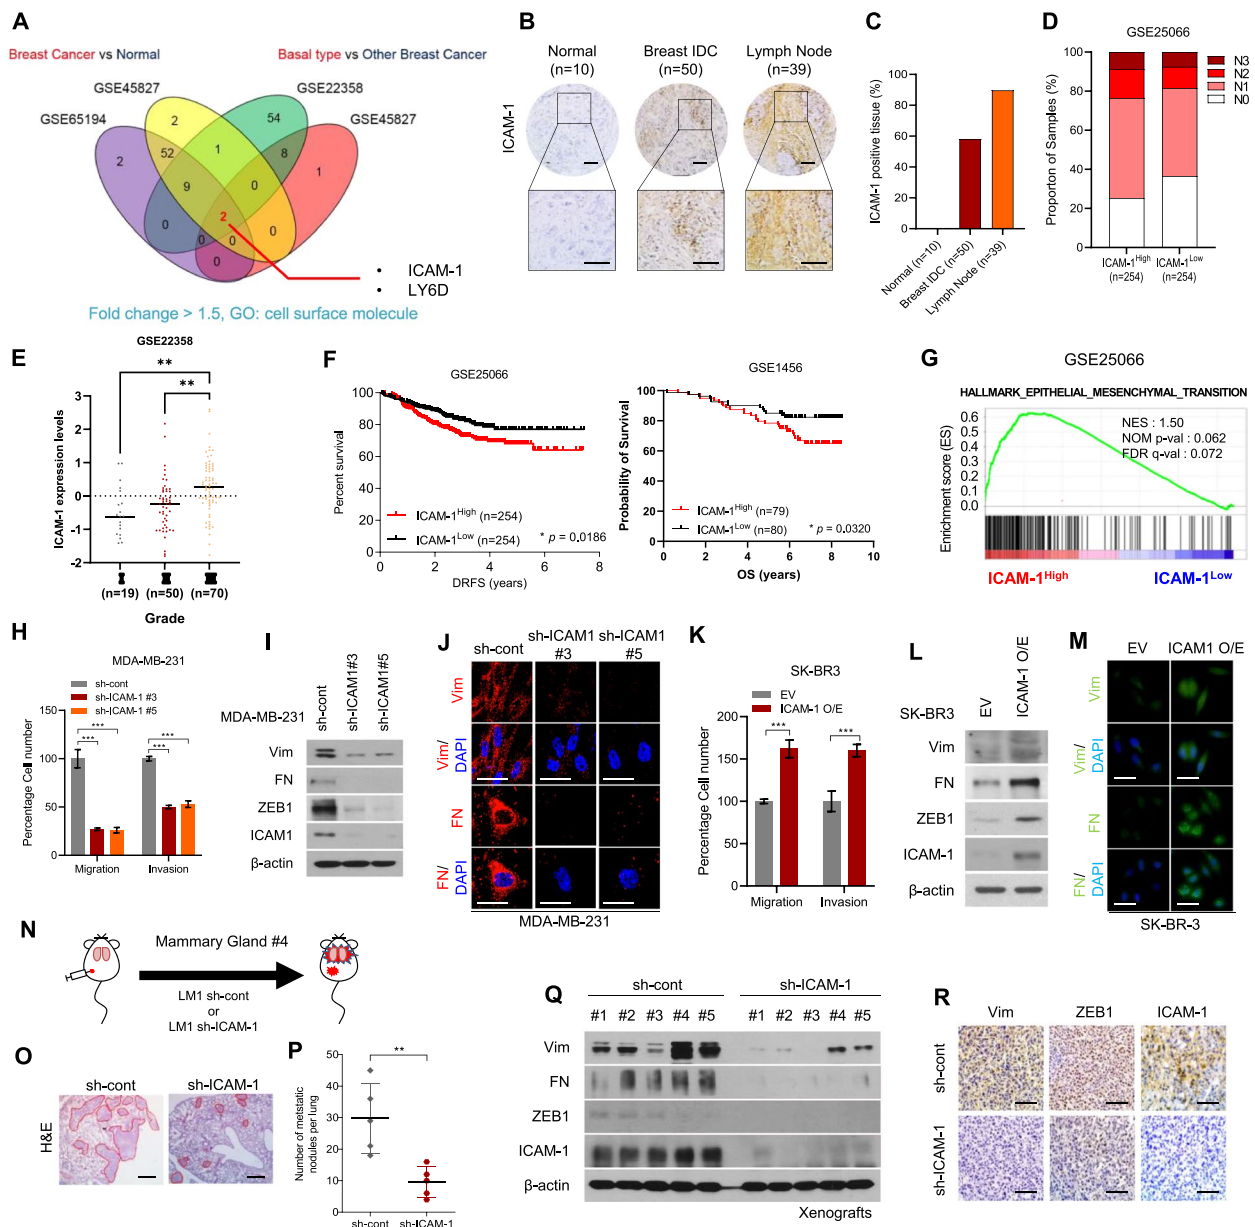 A
Breast Cancer vs Normal
Basal type vs Other Breast Cancer
GSE45827
GSE22358
GSE65194
GSE45827
2
54
2
52
1
8
1
9
0
2
0
0
0
0
0
• ICAM-1
• LY6D
Fold change > 1.5, GO: cell surface molecule
B
Normal
(n=10)
Breast IDC
(n=50)
Lymph Node
(n=39)
ICAM-1
C
ICAM-1 positive tissue (%)
100
80
60
40
20
0
Normal (n=10)
Breast IDC (n=50)
Lymph Node (n=39)
D
GSE25066
Proporton of Samples (%)
100
80
60
40
20
0
N3
N2
N1
N0
ICAM-1High
(n=254)
ICAM-1Low
(n=254)
E
GSE22358
**
**
ICAM-1 expression levels
3
2
1
0
-1
-2
(n=19)
(n=50)
(n=70)
Grade
F
GSE25066
Percent survival
100
80
60
40
20
0
ICAM-1High (n=254)
ICAM-1Low (n=254)
* p = 0.0186
0
2
4
6
8
DRFS (years)
GSE1456
Probability of Survival
100
80
60
40
20
0
ICAM-1High (n=79)
ICAM-1Low (n=80)
* p = 0.0320
0
2
4
6
8
10
OS (years)
G
GSE25066
HALLMARK_EPITHELIAL_MESENCHYMAL_TRANSITION
Enrichment score (ES)
0.6
0.4
0.3
0.1
0.0
NES : 1.50
NOM p-val : 0.062
FDR q-val : 0.072
ICAM-1High
ICAM-1Low
H
MDA-MB-231
sh-cont
sh-ICAM-1 #3
sh-ICAM-1 #5
Percentage Cell number
150
100
50
0
***
***
***
***
Migration
Invasion
I
MDA-MB-231
sh-cont
sh-ICAM1#3
sh-ICAM1#5
Vim
FN
ZEB1
ICAM1
β-actin
J
sh-cont
sh-ICAM1
#3
sh-ICAM1
#5
Vim
Vim/
DAPI
FN
FN/
DAPI
MDA-MB-231
K
SK-BR3
EV
ICAM-1 O/E
Percentage Cell number
200
150
100
50
0
***
***
Migration
Invasion
L
SK-BR3
EV
ICAM-1 O/E
Vim
FN
ZEB1
ICAM-1
β-actin
M
EV
ICAM1 O/E
Vim
Vim/
DAPI
FN
FN/
DAPI
SK-BR-3
N
Mammary Gland #4
LM1 sh-cont
or
LM1 sh-ICAM-1
O
sh-cont
sh-ICAM-1
H&E
P
Number of metstatic
nodules per lung
50
40
30
20
10
0
**
sh-cont
sh-ICAM-1
Q
sh-cont
sh-ICAM-1
#1 #2 #3 #4 #5
#1 #2 #3 #4 #5
Vim
FN
ZEB1
ICAM-1
β-actin
Xenografts
R
Vim
ZEB1
ICAM-1
sh-cont
sh-ICAM-1